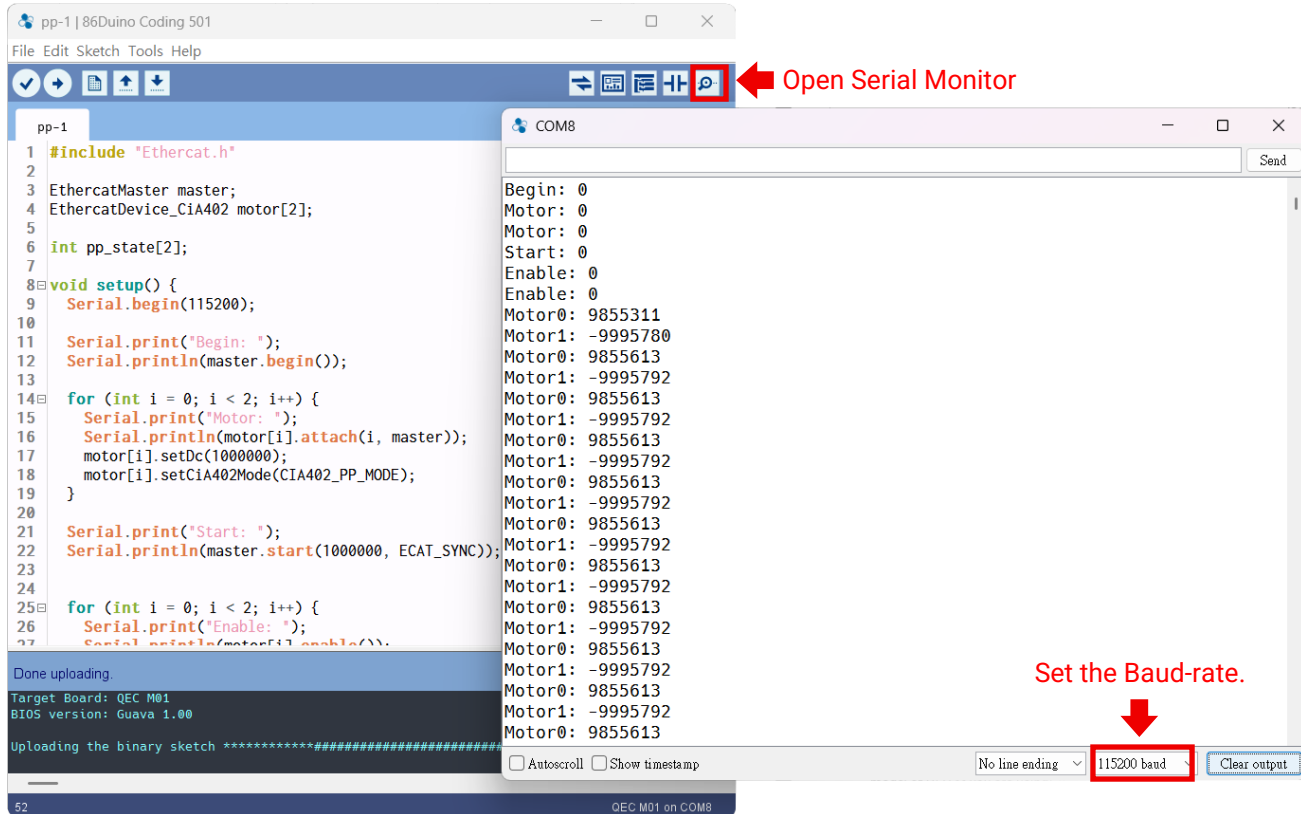 pp-1 | 86Duino Coding 501
File Edit Sketch Tools Help
Open Serial Monitor
pp-1
1 #include "Ethercat.h"
2
3 EthercatMaster master;
4 EthercatDevice_CiA402 motor[2];
5
6 int pp_state[2];
7
8 void setup() {
9 Serial.begin(115200);
10
11 Serial.print("Begin: ");
12 Serial.println(master.begin());
13
14 for (int i = 0; i < 2; i++) {
15 Serial.print("Motor: ");
16 Serial.println(motor[i].attach(i, master));
17 motor[i].setDc(1000000);
18 motor[i].setCiA402Mode(CIA402_PP_MODE);
19 }
20
21 Serial.print("Start: ");
22 Serial.println(master.start(1000000, ECAT_SYNC));
23
24
25 for (int i = 0; i < 2; i++) {
26 Serial.print("Enable: ");
27 Serial.println(motor[i].enable());
Done uploading.
Target Board: QEC M01
BIOS version: Guava 1.00
Uploading the binary sketch ************#########################
52
QEC M01 on COM8
COM8
Send
Begin: 0
Motor: 0
Motor: 0
Start: 0
Enable: 0
Enable: 0
Motor0: 9855311
Motor1: -9995780
Motor0: 9855613
Motor1: -9995792
Motor0: 9855613
Motor1: -9995792
Motor0: 9855613
Motor1: -9995792
Motor0: 9855613
Motor1: -9995792
Motor0: 9855613
Motor1: -9995792
Motor0: 9855613
Motor1: -9995792
Motor0: 9855613
Motor1: -9995792
Motor0: 9855613
Motor1: -9995792
Motor0: 9855613
Motor1: -9995792
Motor0: 9855613
Set the Baud-rate.
Autoscroll Show timestamp
No line ending
115200 baud
Clear output